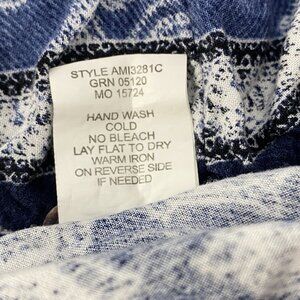 STYLE AMI3281C
GRN 05120
MO 15724
HAND WASH
COLD
NO BLEACH
LAY FLAT TO DRY
WARM IRON
ON REVERSE SIDE
IF NEEDED